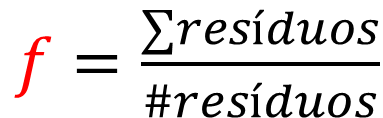 f = ∑resíduos / #resíduos